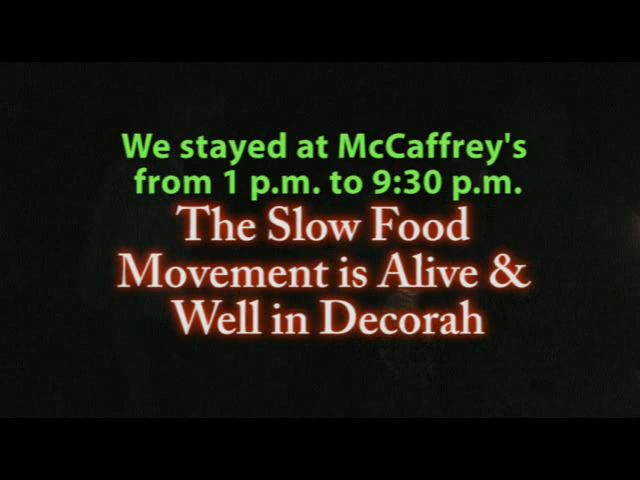 We stayed at McCaffrey's
from 1 p.m. to 9:30 p.m.
The Slow Food
Movement is Alive &
Well in Decorah